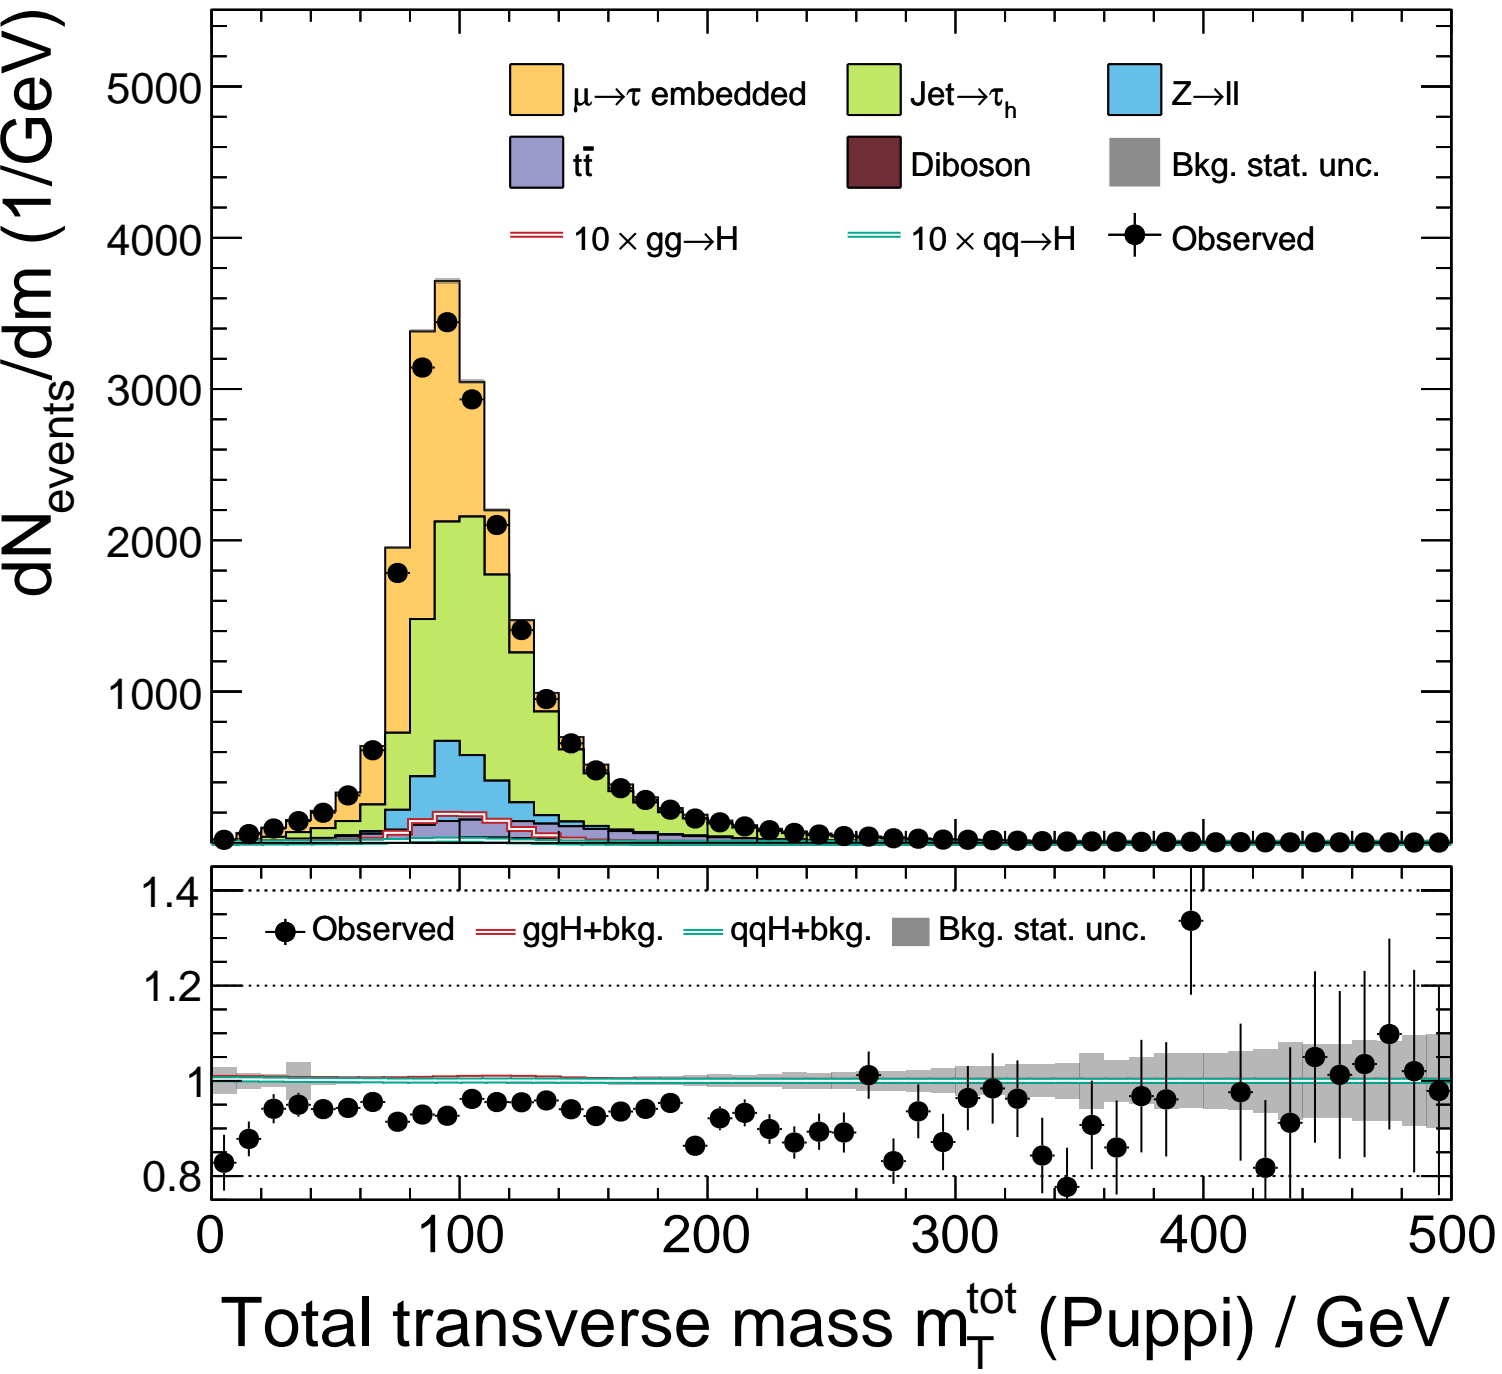 dN_events/dm (1/GeV)
5000
4000
3000
2000
1000
μ→τ embedded Jet→τ_h Z→ll
tt̄ Diboson Bkg. stat. unc.
10 × gg→H 10 × qq→H Observed
1.4
1.2
1
0.8
Observed ggH+bkg. qqH+bkg. Bkg. stat. unc.
0 100 200 300 400 500
Total transverse mass m_T^tot (Puppi) / GeV